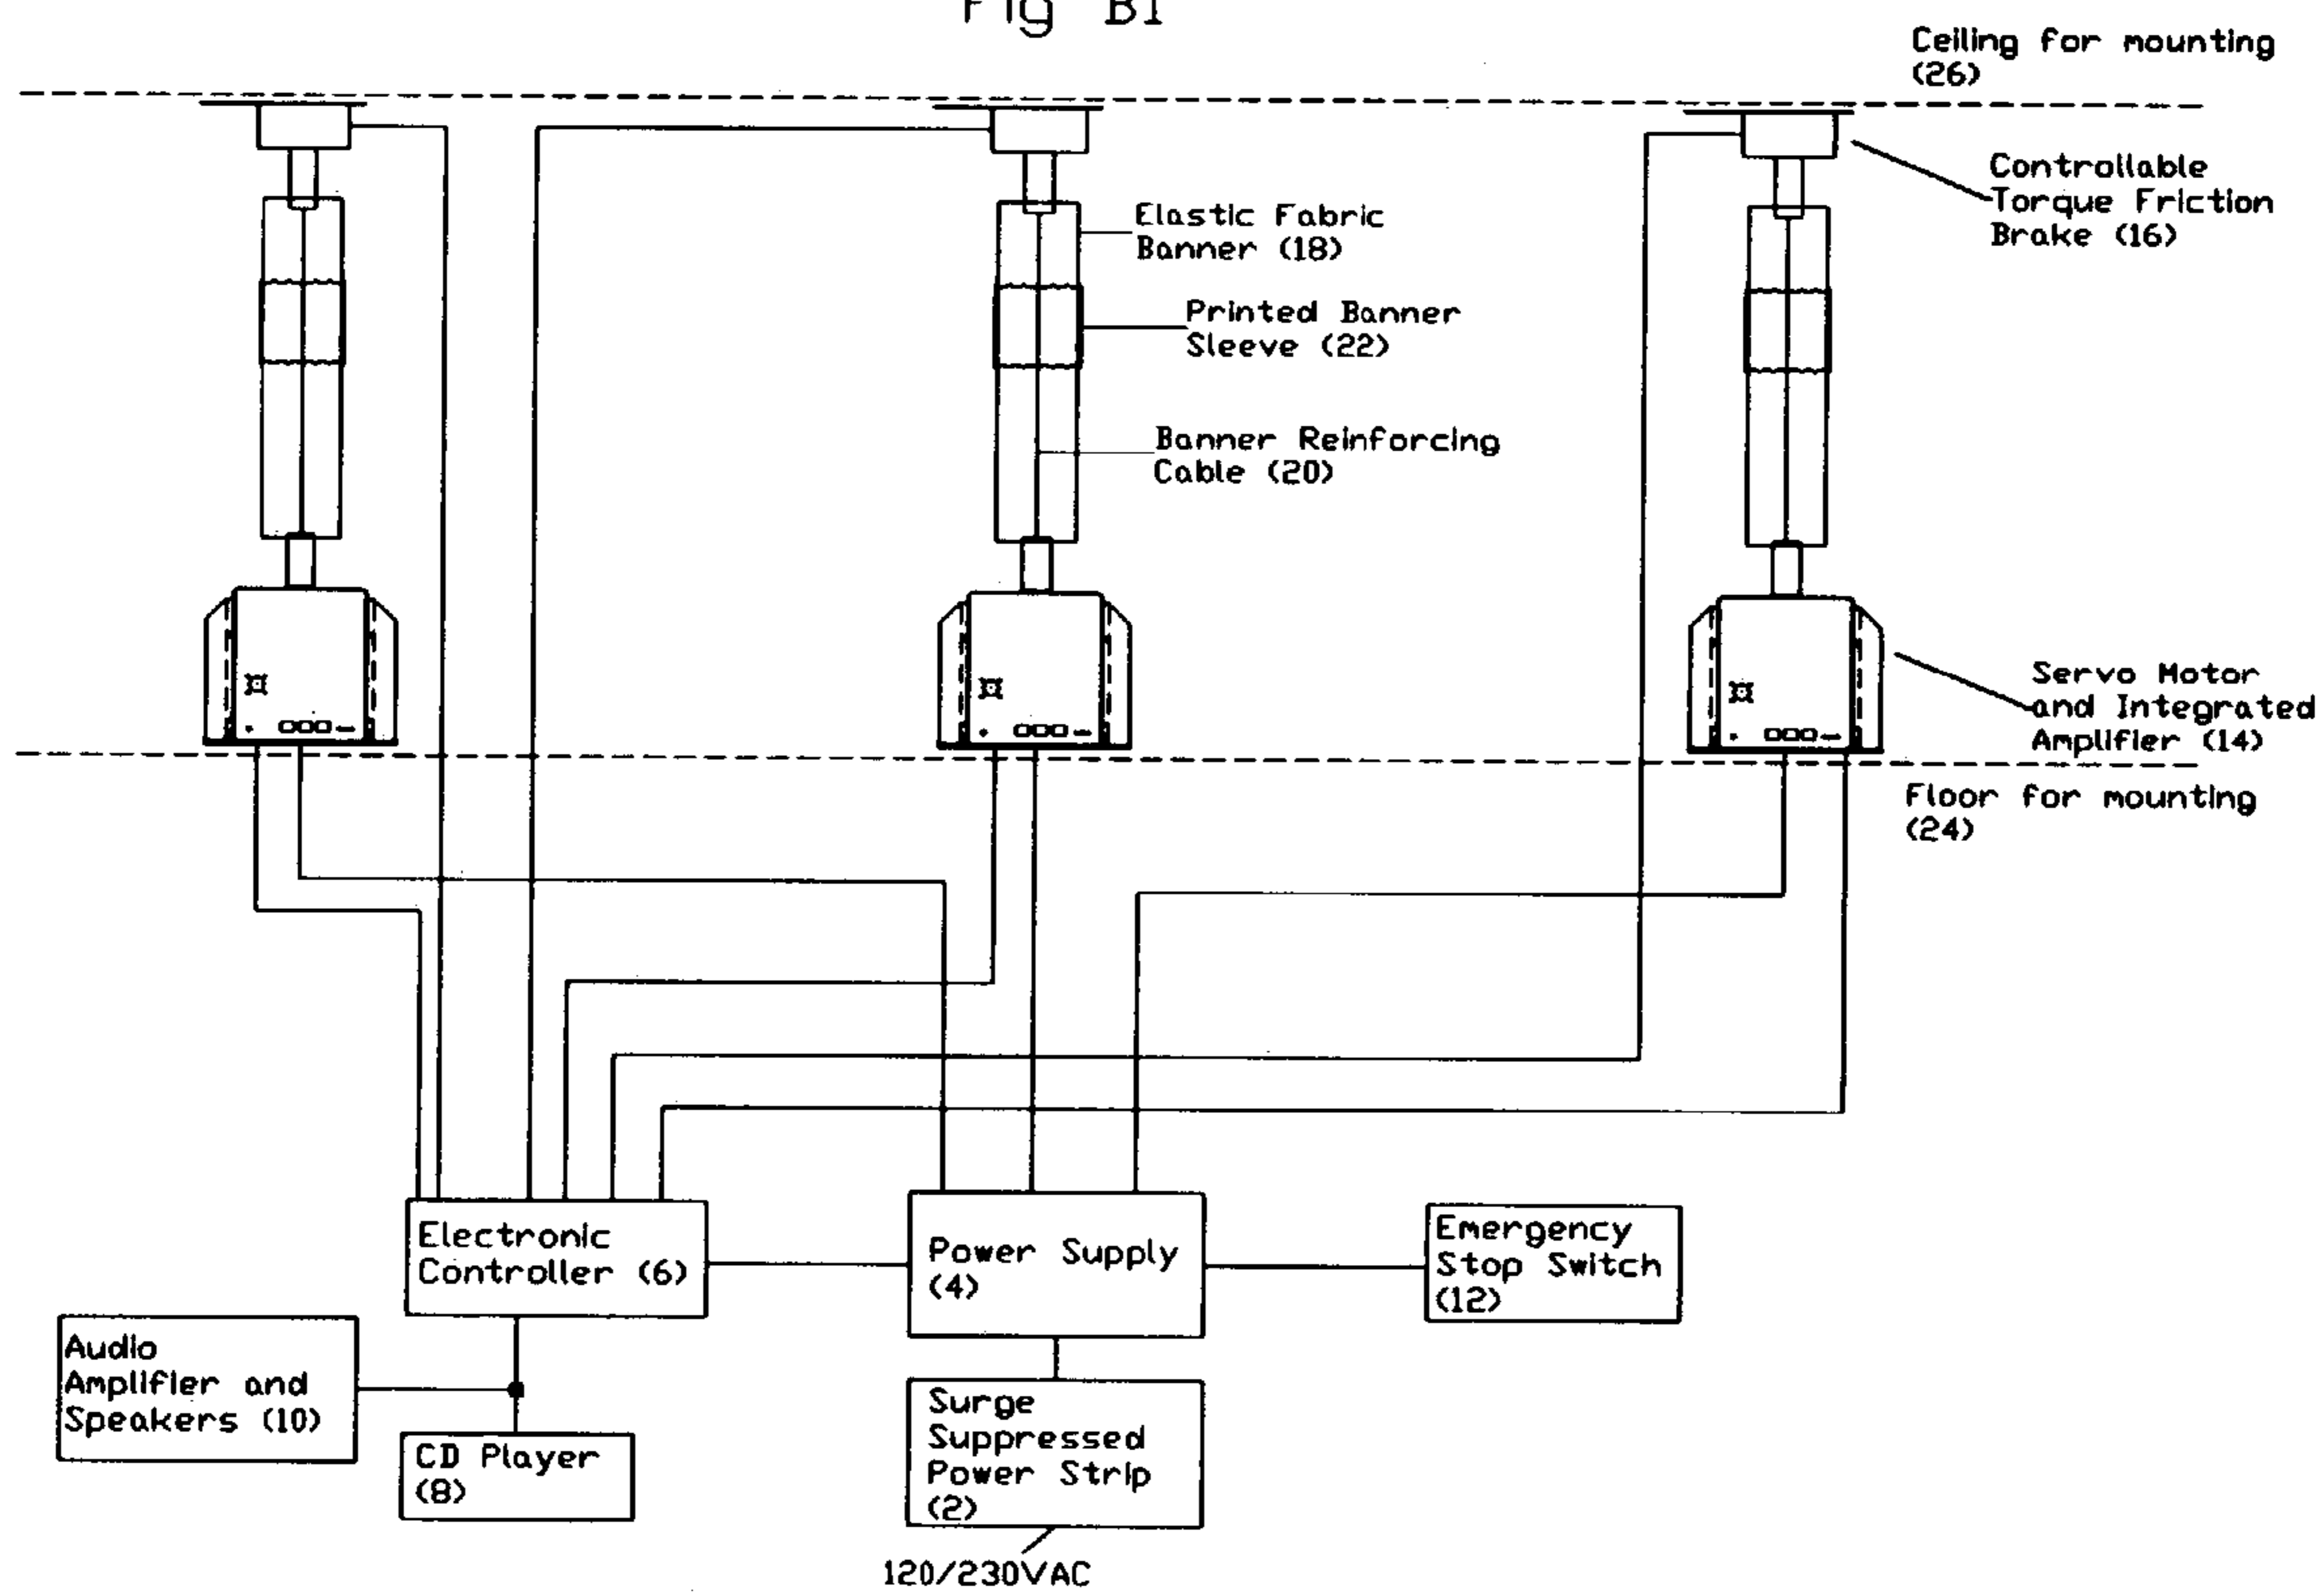 Fig B1
Ceiling for mounting
(26)
Controllable
Torque Friction
Brake (16)
Elastic Fabric
Banner (18)
Printed Banner
Sleeve (22)
Banner Reinforcing
Cable (20)
Servo Motor
and Integrated
Amplifier (14)
Floor for mounting
(24)
Electronic
Controller (6)
Power Supply
(4)
Emergency
Stop Switch
(12)
Audio
Amplifier and
Speakers (10)
CD Player
(8)
Surge
Suppressed
Power Strip
(2)
120/230VAC